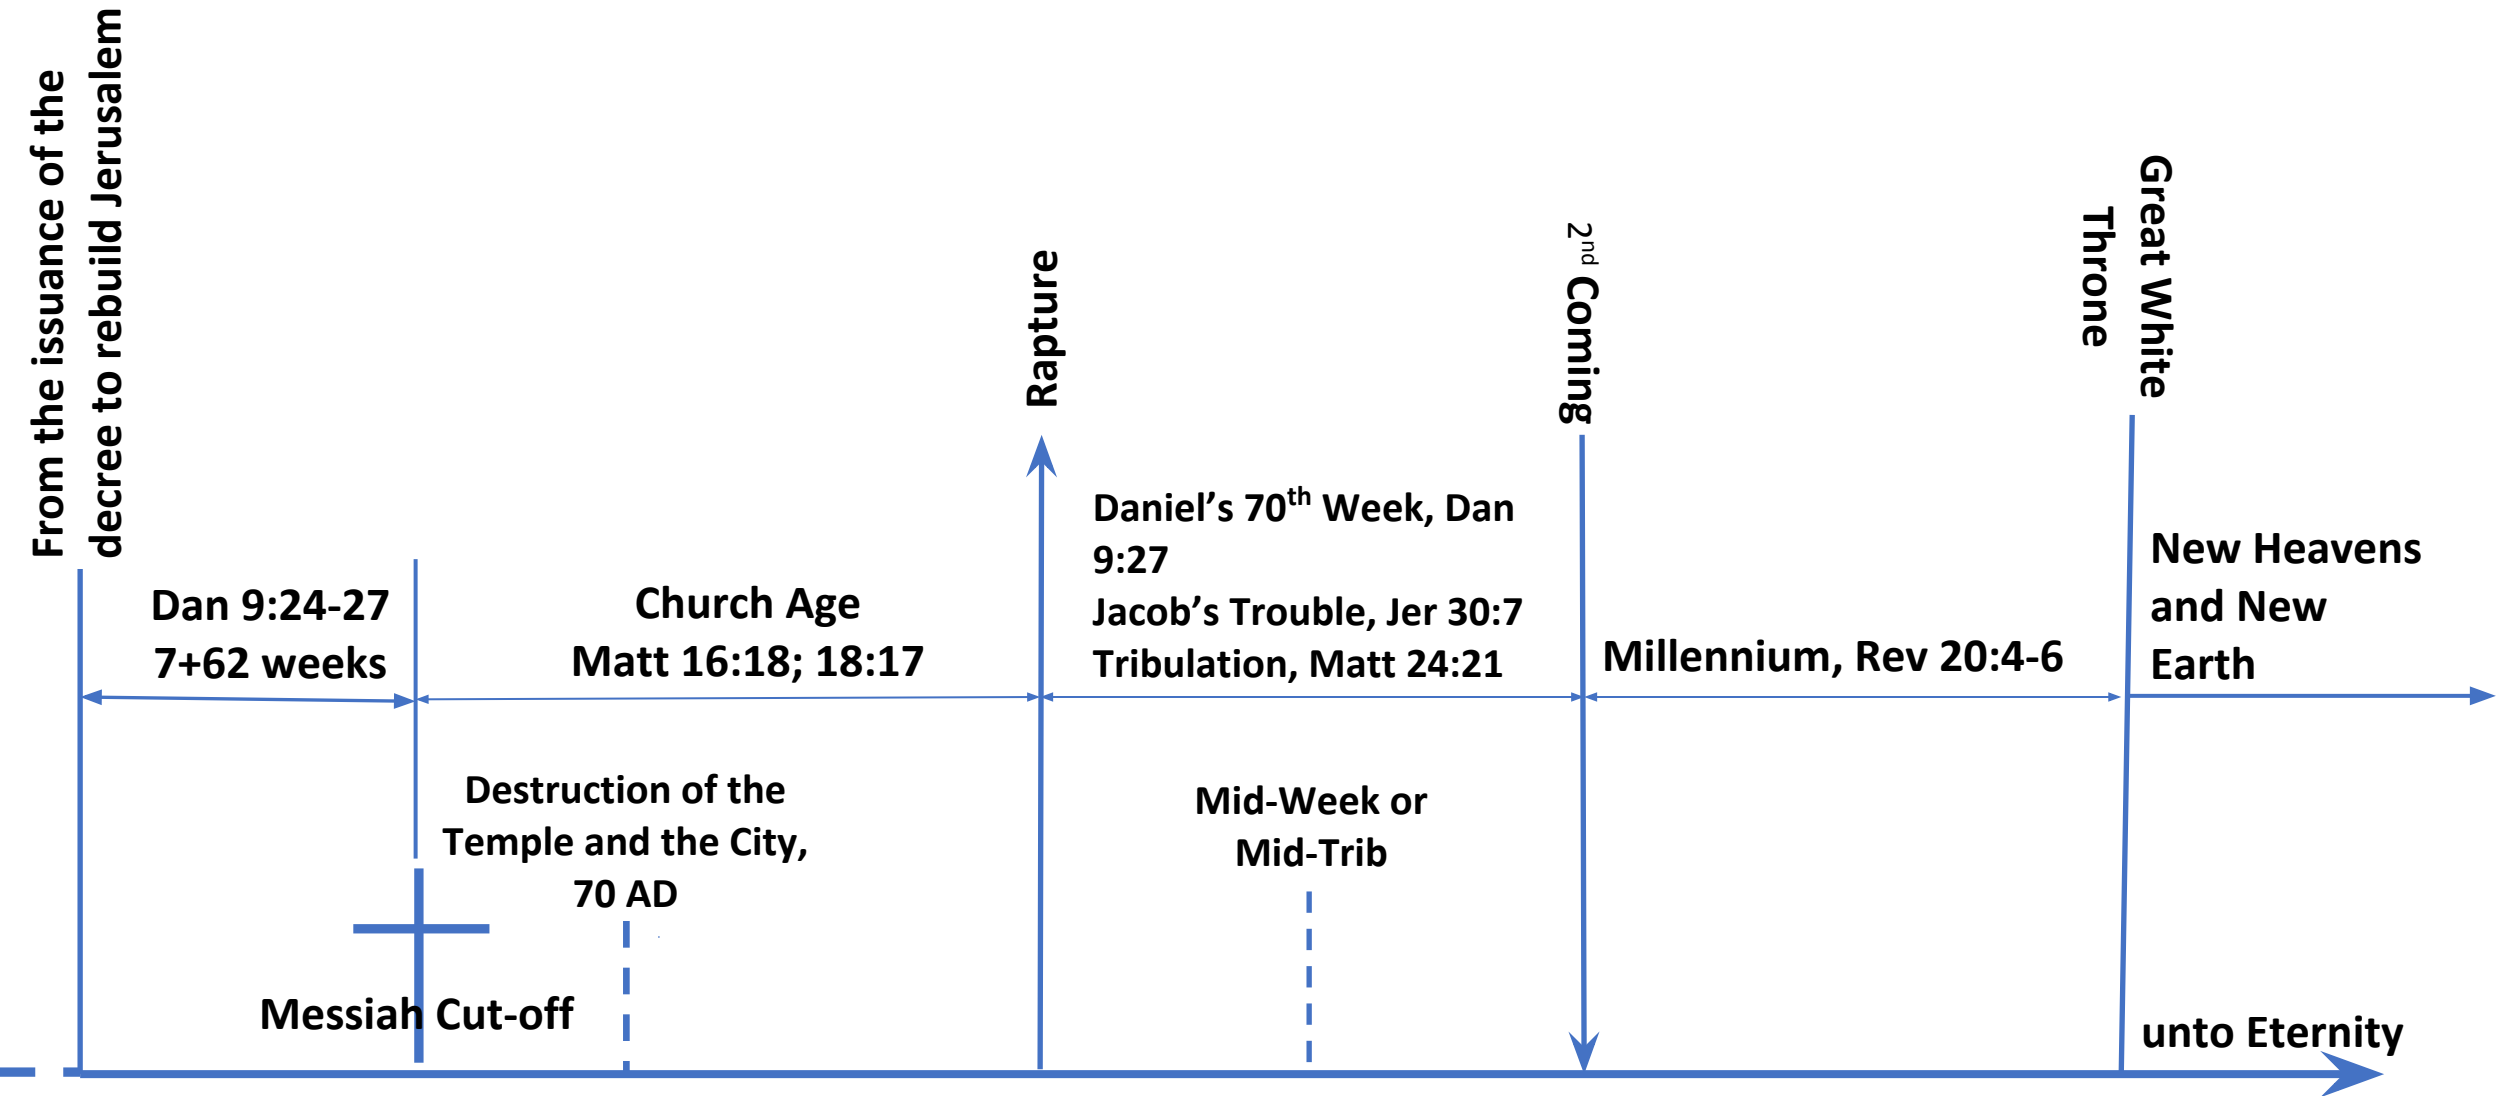 From the issuance of the
decree to rebuild Jerusalem
Dan 9:24-27
7+62 weeks
Messiah Cut-off
Church Age
Matt 16:18; 18:17
Destruction of the
Temple and the City,
70 AD
Rapture
Daniel’s 70th Week, Dan
9:27
Jacob’s Trouble, Jer 30:7
Tribulation, Matt 24:21
Mid-Week or
Mid-Trib
2nd Coming
Millennium, Rev 20:4-6
Great White
Throne
New Heavens
and New
Earth
unto Eternity